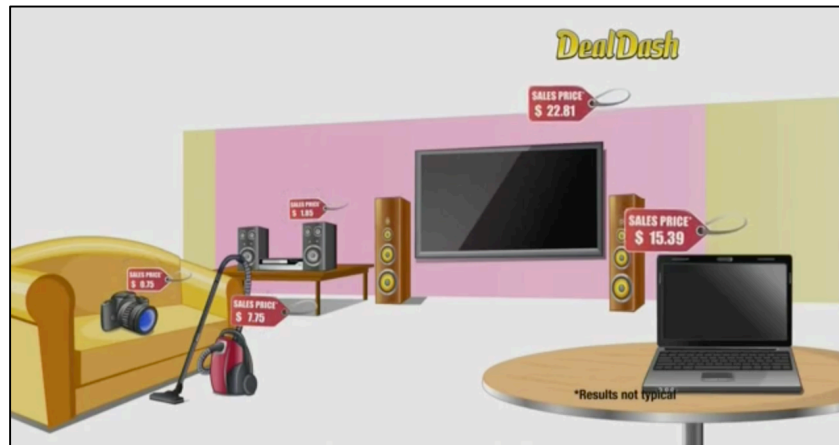 DealDash
SALES PRICE*
$ 22.81
SALES PRICE*
$ 1.85
SALES PRICE*
$ 15.39
SALES PRICE*
$ 0.75
SALES PRICE*
$ 7.75
*Results not typical